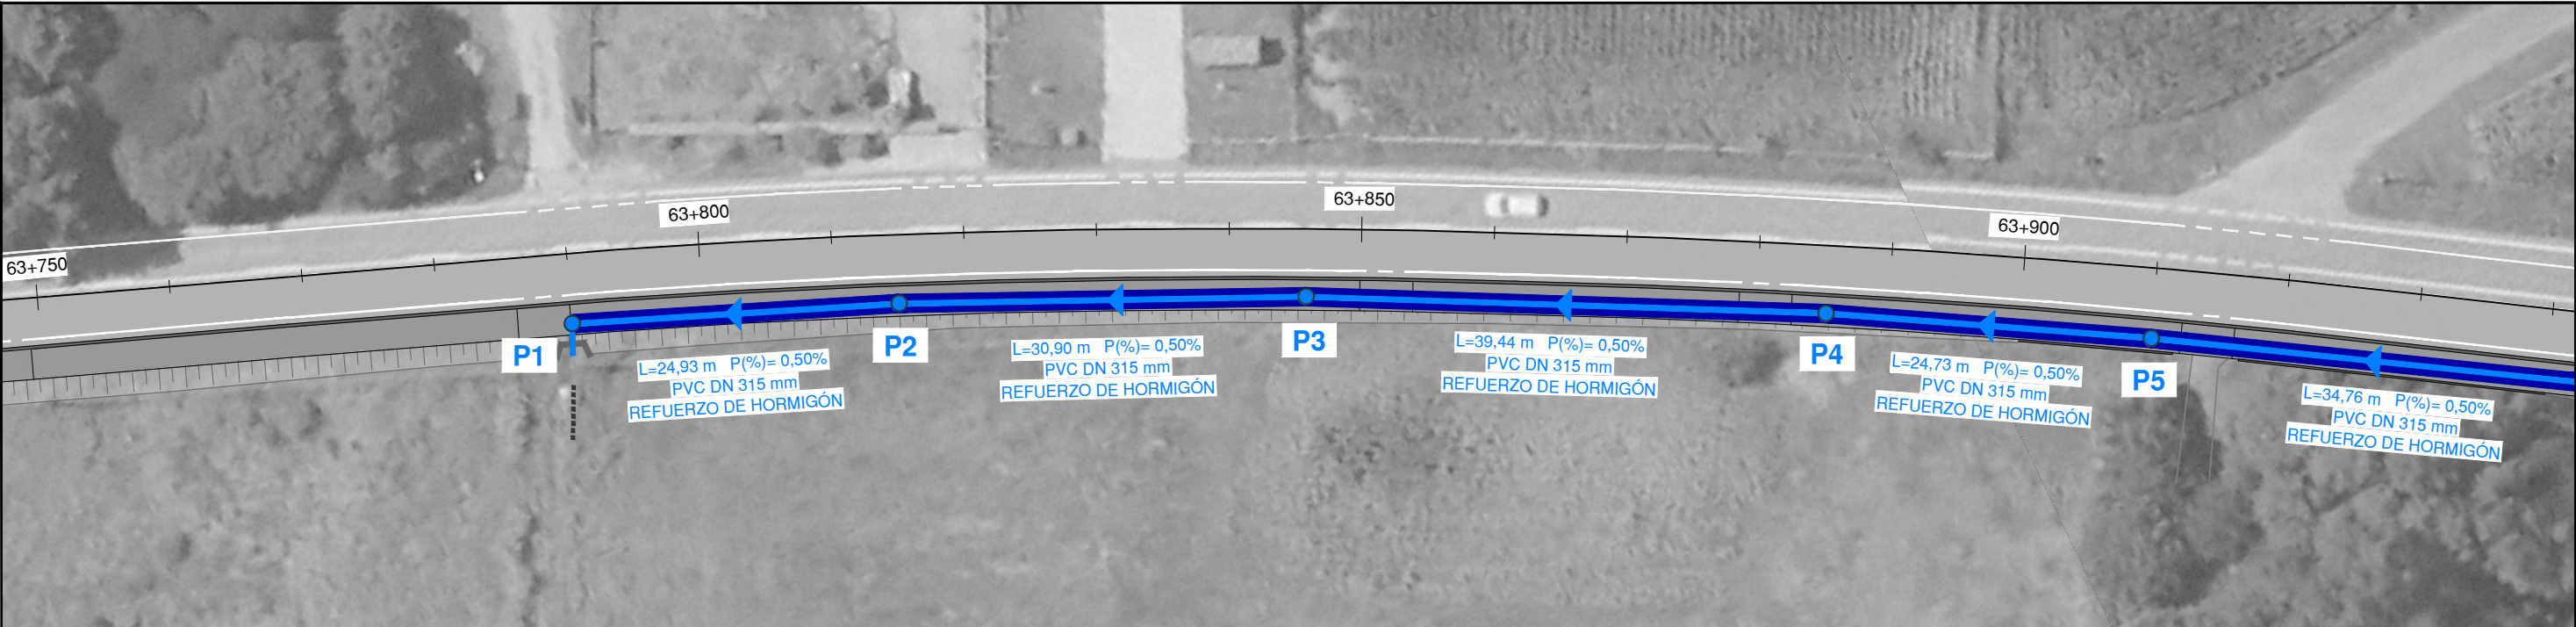 63+750
63+800
63+850
63+900
P1
P2
P3
P4
P5
L=24,93 m P(%)= 0,50%
PVC DN 315 mm
REFUERZO DE HORMIGÓN
L=30,90 m P(%)= 0,50%
PVC DN 315 mm
REFUERZO DE HORMIGÓN
L=39,44 m P(%)= 0,50%
PVC DN 315 mm
REFUERZO DE HORMIGÓN
L=24,73 m P(%)= 0,50%
PVC DN 315 mm
REFUERZO DE HORMIGÓN
L=34,76 m P(%)= 0,50%
PVC DN 315 mm
REFUERZO DE HORMIGÓN